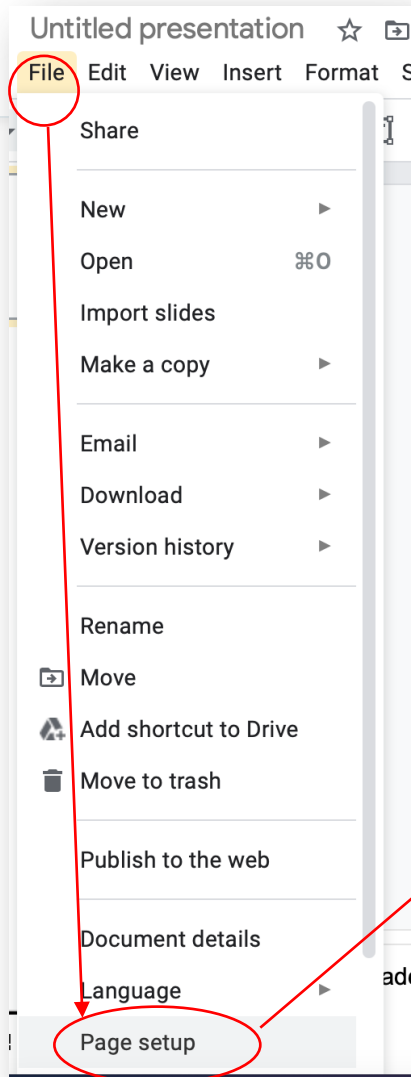 Untitled presentation
File Edit View Insert Format S
Share
New
Open ⌘O
Import slides
Make a copy
Email
Download
Version history
Rename
Move
Add shortcut to Drive
Move to trash
Publish to the web
Document details
Language
Page setup